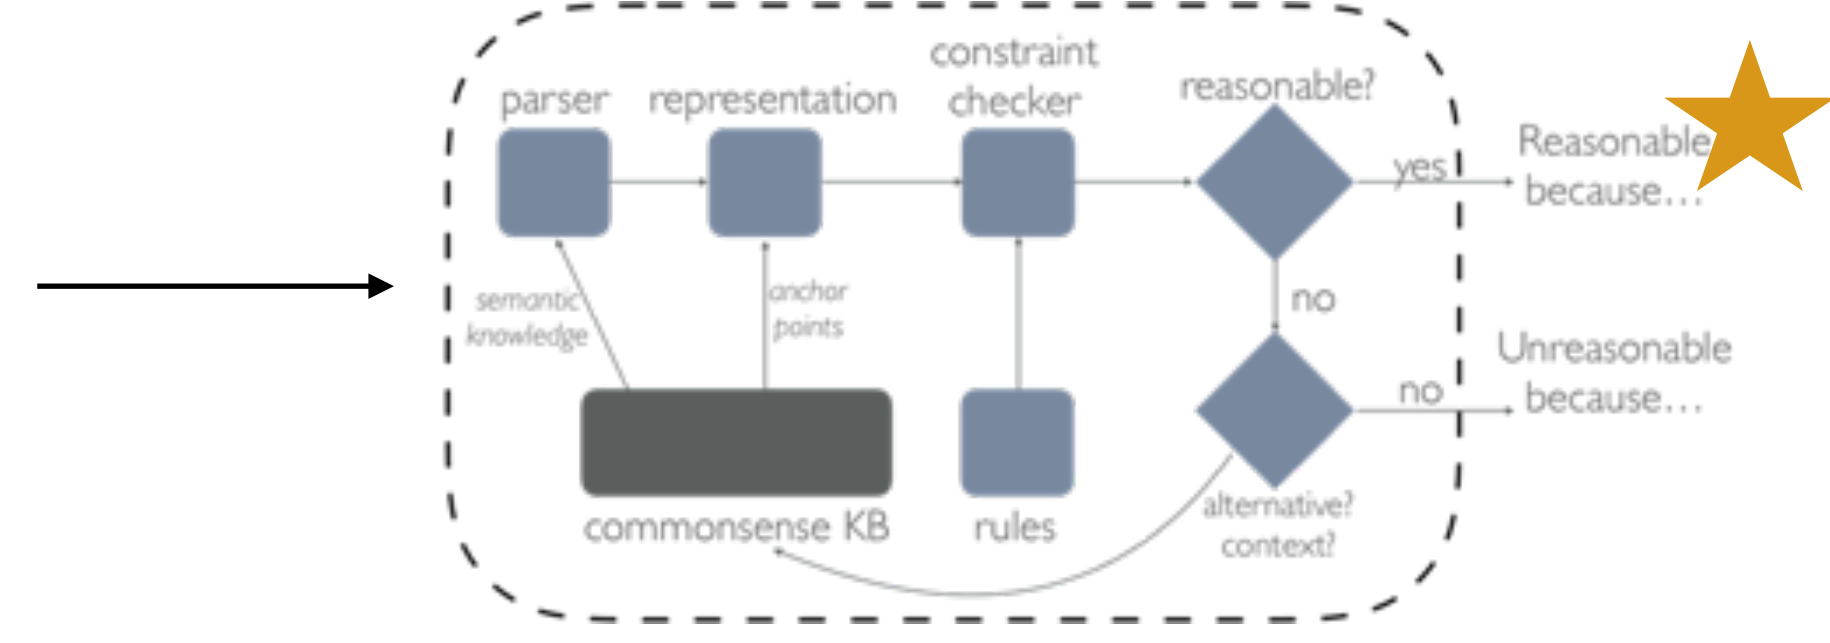 constraint
checker
parser
representation
reasonable?
yes
Reasonable
because...
semantic
knowledge
anchor
points
no
Unreasonable
because...
no
commonsense KB
rules
alternative?
context?